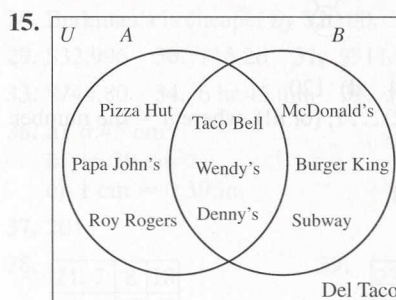 15.
U A B
Pizza Hut Taco Bell McDonald's
Papa John's Wendy's Burger King
Roy Rogers Denny's Subway
Del Taco